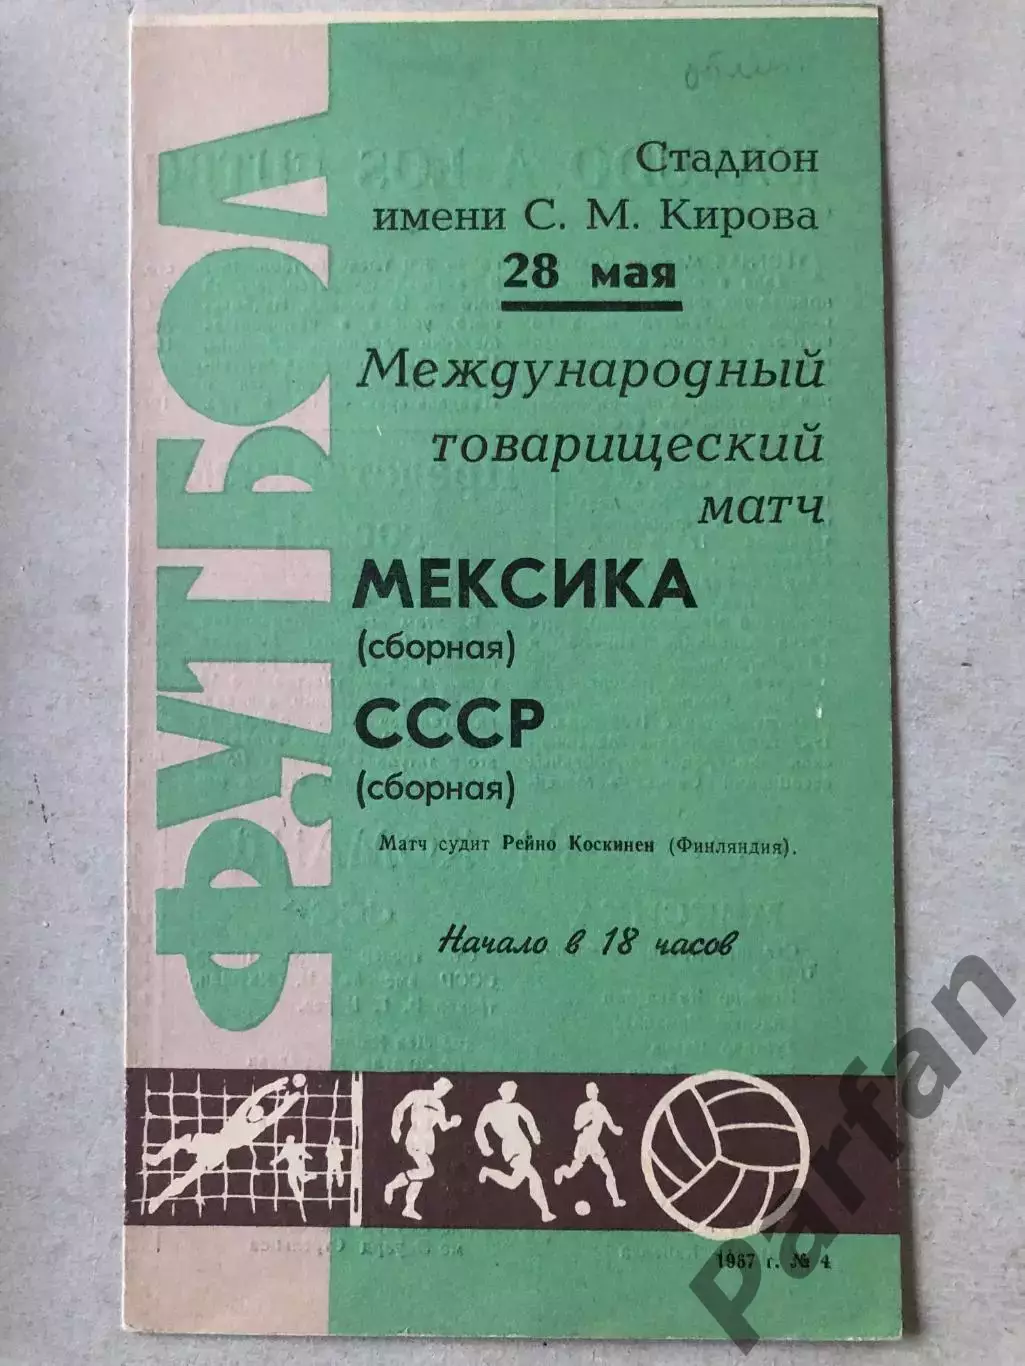 ФУТБОЛ
Стадион
имени С. М. Кирова
28 мая
Международный
товарищеский
матч
МЕКСИКА
(сборная)
СССР
(сборная)
Матч судит Рейно Коскинен (Финляндия).
Начало в 18 часов
1967 г. № 4
Parfan